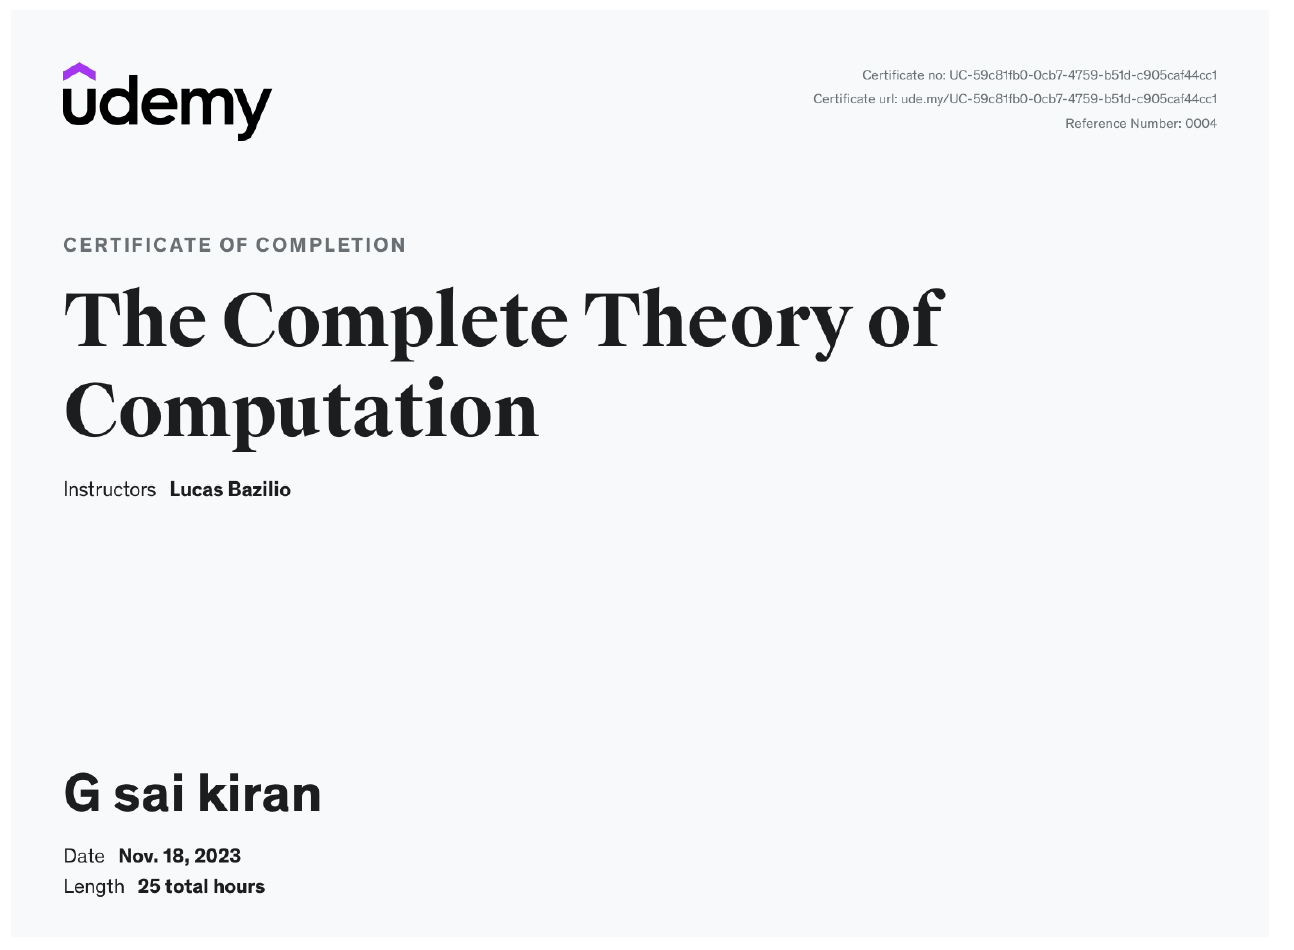 udemy
Certificate no: UC-59c81fb0-0cb7-4759-b51d-c905caf44cc1
Certificate url: ude.my/UC-59c81fb0-0cb7-4759-b51d-c905caf44cc1
Reference Number: 0004
CERTIFICATE OF COMPLETION
The Complete Theory of
Computation
Instructors Lucas Bazilio
G sai kiran
Date Nov. 18, 2023
Length 25 total hours